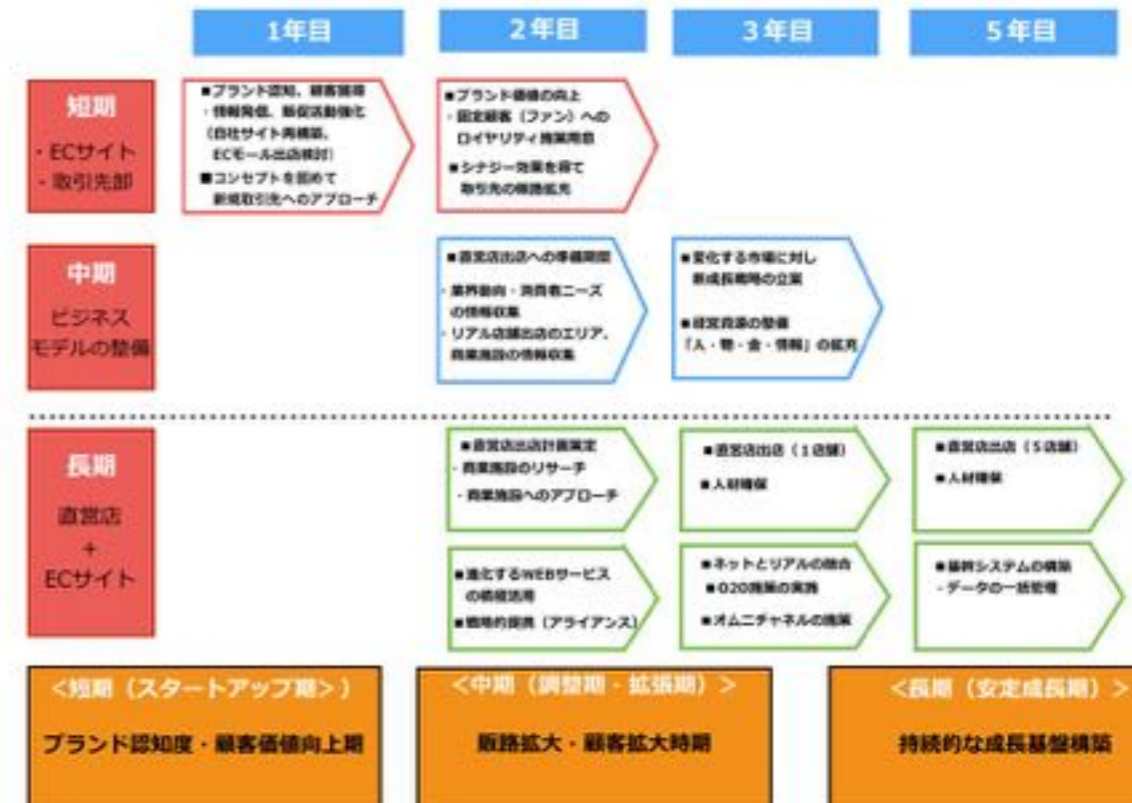 1年目
2年目
3年目
5年目
短期
・ECサイト
・取引先卸
■ブランド認知、顧客獲得
・情報発信、販促活動強化
（自社サイト再構築、
ECモール出店検討）
■コンセプトを固めて
新規取引先へのアプローチ
■ブランド価値の向上
・固定顧客（ファン）への
ロイヤリティ施策用意
■シナジー効果を得て
取引先の販路拡充
中期
ビジネス
モデルの整備
■直営店出店への準備期間
・業界動向・消費者ニーズ
の情報収集
・リアル店舗出店のエリア、
商業施設の情報収集
■変化する市場に対し
新成長戦略の立案
■経営資源の整備
「人・物・金・情報」の拡充
長期
直営店
+
ECサイト
■直営店出店計画策定
・商業施設のリサーチ
・商業施設へのアプローチ
■直営店出店（1店舗）
■人材確保
■直営店出店（5店舗）
■人材確保
■進化するWEBサービス
の積極活用
■戦略的提携（アライアンス）
■ネットとリアルの融合
■O2O施策の実施
■オムニチャネルの施策
■基幹システムの構築
-データの一括管理
<短期（スタートアップ期>）
ブランド認知度・顧客価値向上期
<中期（調整期・拡張期）>
販路拡大・顧客拡大時期
<長期（安定成長期）>
持続的な成長基盤構築